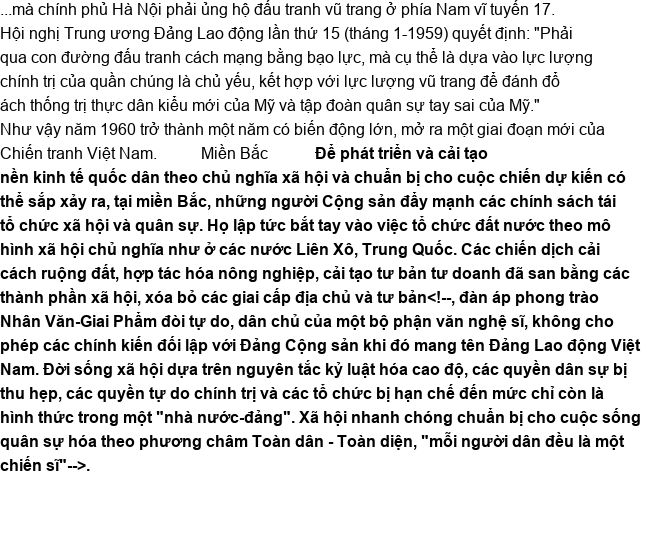 ...mà chính phủ Hà Nội phải ủng hộ đấu tranh vũ trang ở phía Nam vĩ tuyến 17.
Hội nghị Trung ương Đảng Lao động lần thứ 15 (tháng 1-1959) quyết định: "Phải
qua con đường đấu tranh cách mạng bằng bạo lực, mà cụ thể là dựa vào lực lượng
chính trị của quần chúng là chủ yếu, kết hợp với lực lượng vũ trang để đánh đổ
ách thống trị thực dân kiểu mới của Mỹ và tập đoàn quân sự tay sai của Mỹ."
Như vậy năm 1960 trở thành một năm có biến động lớn, mở ra một giai đoạn mới của
Chiến tranh Việt Nam. Miền Bắc Để phát triển và cải tạo
nền kinh tế quốc dân theo chủ nghĩa xã hội và chuẩn bị cho cuộc chiến dự kiến có
thể sắp xảy ra, tại miền Bắc, những người Cộng sản đẩy mạnh các chính sách tái
tổ chức xã hội và quân sự. Họ lập tức bắt tay vào việc tổ chức đất nước theo mô
hình xã hội chủ nghĩa như ở các nước Liên Xô, Trung Quốc. Các chiến dịch cải
cách ruộng đất, hợp tác hóa nông nghiệp, cải tạo tư bản tư doanh đã san bằng các
thành phần xã hội, xóa bỏ các giai cấp địa chủ và tư bản<!--, đàn áp phong trào
Nhân Văn-Giai Phẩm đòi tự do, dân chủ của một bộ phận văn nghệ sĩ, không cho
phép các chính kiến đối lập với Đảng Cộng sản khi đó mang tên Đảng Lao động Việt
Nam. Đời sống xã hội dựa trên nguyên tắc kỷ luật hóa cao độ, các quyền dân sự bị
thu hẹp, các quyền tự do chính trị và các tổ chức bị hạn chế đến mức chỉ còn là
hình thức trong một "nhà nước-đảng". Xã hội nhanh chóng chuẩn bị cho cuộc sống
quân sự hóa theo phương châm Toàn dân - Toàn diện, "mỗi người dân đều là một
chiến sĩ"-->.